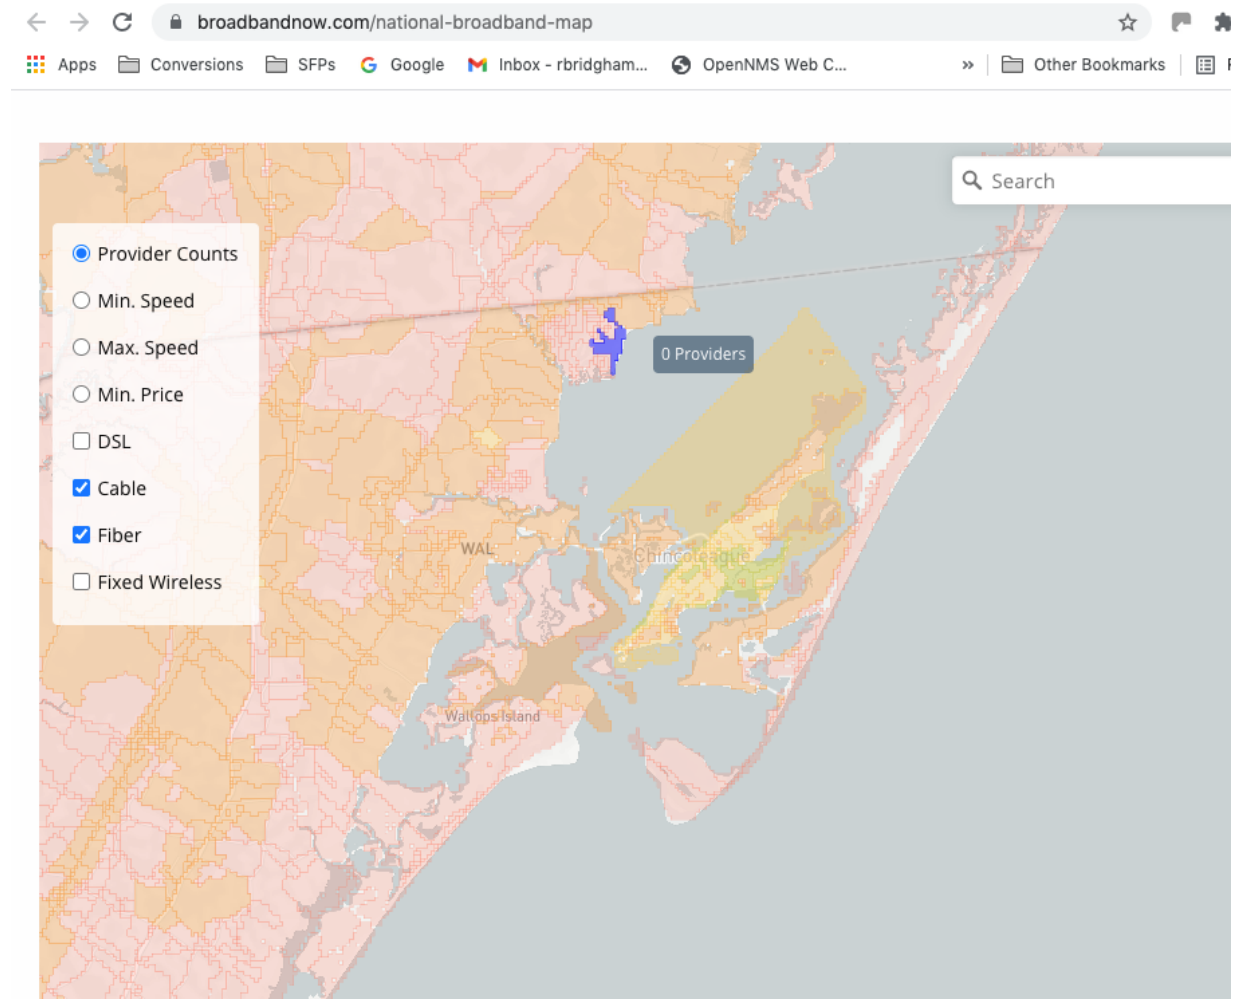 broadbandnow.com/national-broadband-map
Apps Conversions SFPs Google Inbox - rbridgham... OpenNMS Web C... » Other Bookmarks
Search
Provider Counts
Min. Speed
Max. Speed
0 Providers
Min. Price
DSL
Cable
Fiber
Fixed Wireless
WAL
Chincoteague
Wallops Island